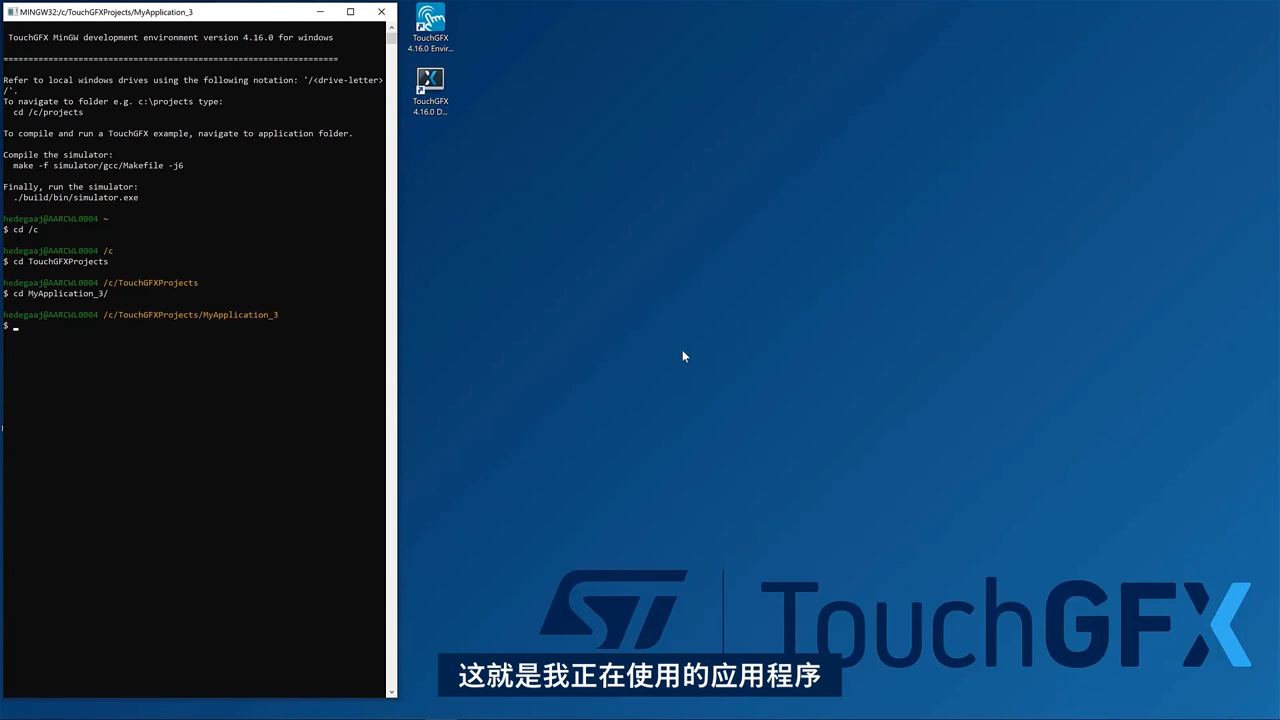 MINGW32:/c/TouchGFXProjects/MyApplication_3
TouchGFX MinGW development environment version 4.16.0 for windows
===================================================================
Refer to local windows drives using the following notation: '/<drive-letter>
/'.
To navigate to folder e.g. c:\projects type:
cd /c/projects
To compile and run a TouchGFX example, navigate to application folder.
Compile the simulator:
make -f simulator/gcc/Makefile -j6
Finally, run the simulator:
./build/bin/simulator.exe
hedegaaj@AARCWL0004 ~
$ cd /c
hedegaaj@AARCWL0004 /c
$ cd TouchGFXProjects
hedegaaj@AARCWL0004 /c/TouchGFXProjects
$ cd MyApplication_3/
hedegaaj@AARCWL0004 /c/TouchGFXProjects/MyApplication_3
$
TouchGFX
4.16.0 Envir...
TouchGFX
4.16.0 D...
ST | TouchGFX
这就是我正在使用的应用程序